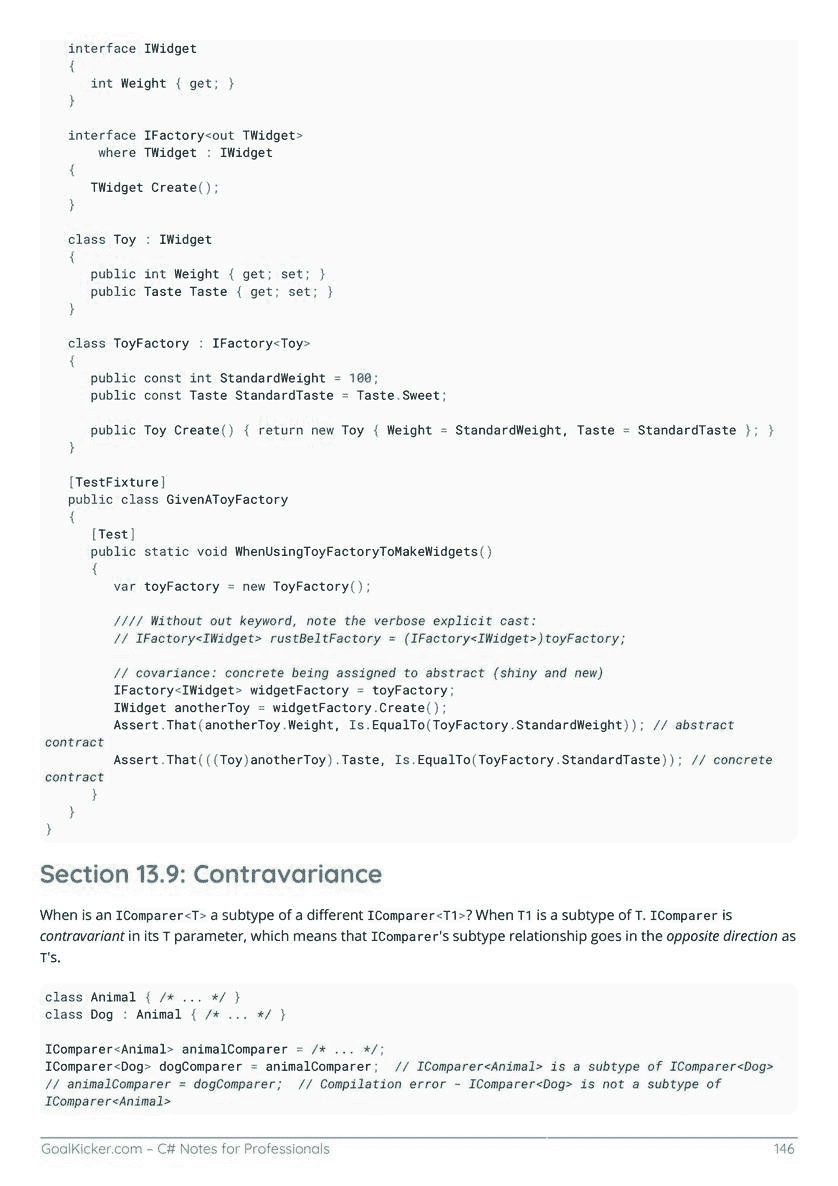 interface IWidget
{
int Weight { get; }
}
interface IFactory<out TWidget>
where TWidget : IWidget
{
TWidget Create();
}
class Toy : IWidget
{
public int Weight { get; set; }
public Taste Taste { get; set; }
}
class ToyFactory : IFactory<Toy>
{
public const int StandardWeight = 100;
public const Taste StandardTaste = Taste.Sweet;
public Toy Create() { return new Toy { Weight = StandardWeight, Taste = StandardTaste }; }
}
[TestFixture]
public class GivenAToyFactory
{
[Test]
public static void WhenUsingToyFactoryToMakeWidgets()
{
var toyFactory = new ToyFactory();
//// Without out keyword, note the verbose explicit cast:
// IFactory<IWidget> rustBeltFactory = (IFactory<IWidget>)toyFactory;
// covariance: concrete being assigned to abstract (shiny and new)
IFactory<IWidget> widgetFactory = toyFactory;
IWidget anotherToy = widgetFactory.Create();
Assert.That(anotherToy.Weight, Is.EqualTo(ToyFactory.StandardWeight)); // abstract
contract
Assert.That(((Toy)anotherToy).Taste, Is.EqualTo(ToyFactory.StandardTaste)); // concrete
contract
}
}
}
Section 13.9: Contravariance
When is an IComparer<T> a subtype of a different IComparer<T1>? When T1 is a subtype of T. IComparer is
contravariant in its T parameter, which means that IComparer's subtype relationship goes in the opposite direction as
T's.
class Animal { /* ... */ }
class Dog : Animal { /* ... */ }
IComparer<Animal> animalComparer = /* ... */;
IComparer<Dog> dogComparer = animalComparer;  // IComparer<Animal> is a subtype of IComparer<Dog>
// animalComparer = dogComparer;  // Compilation error - IComparer<Dog> is not a subtype of
IComparer<Animal>
GoalKicker.com – C# Notes for Professionals
146